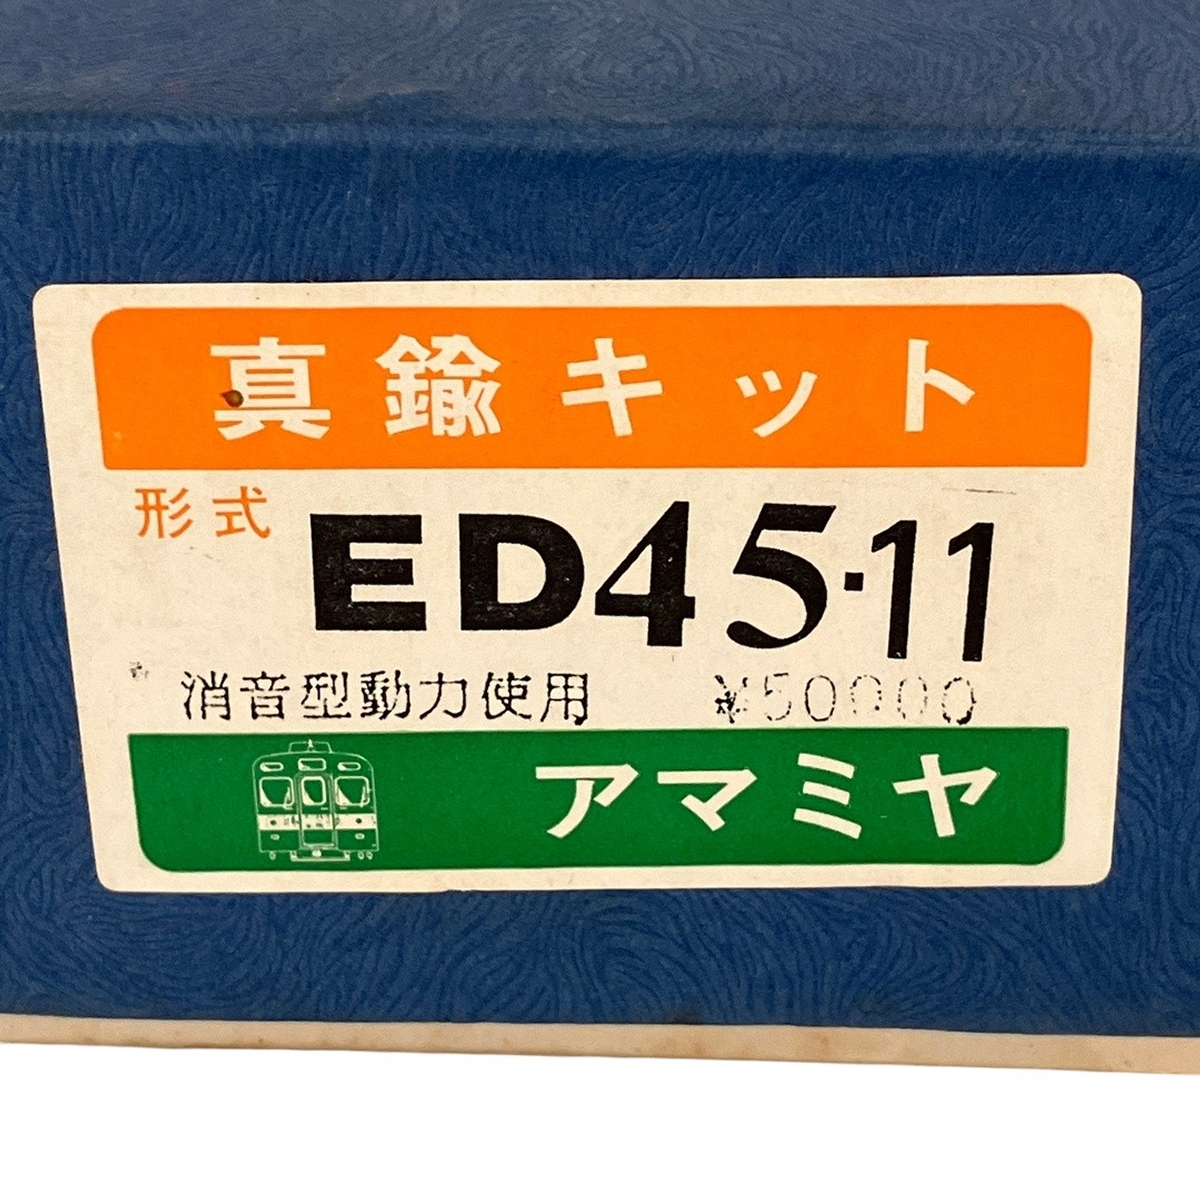 真鍮キット
形式 ED45·11
消音型動力使用 ¥50000
アマミヤ